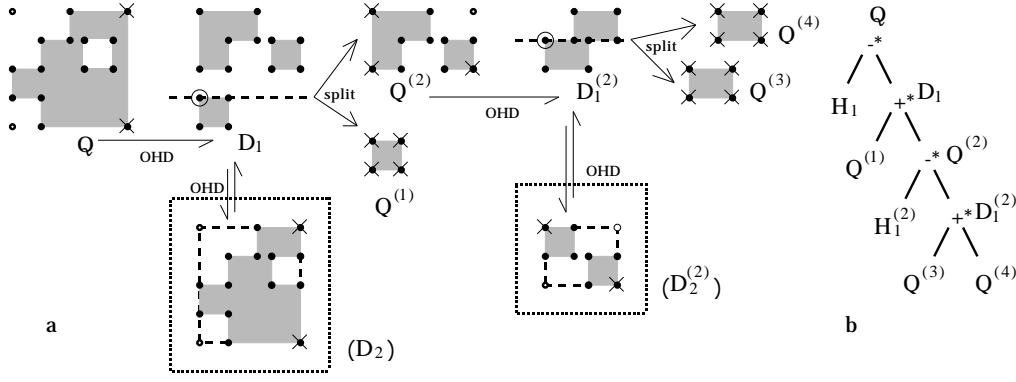 Q
OHD
D₁
split
Q⁽²⁾
OHD
D₁⁽²⁾
split
Q⁽⁴⁾
Q⁽³⁾
Q⁽¹⁾
OHD
(D₂)
OHD
(D₂⁽²⁾)
a
Q
-*
H₁ +* D₁
Q⁽¹⁾ -* Q⁽²⁾
H₁⁽²⁾ +* D₁⁽²⁾
Q⁽³⁾ Q⁽⁴⁾
b